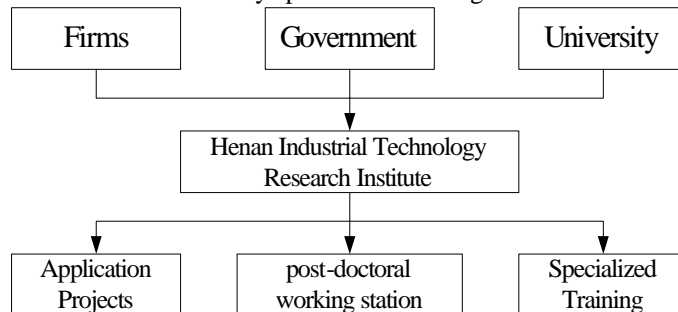 Firms
Government
University
Henan Industrial Technology
Research Institute
Application
Projects
post-doctoral
working station
Specialized
Training